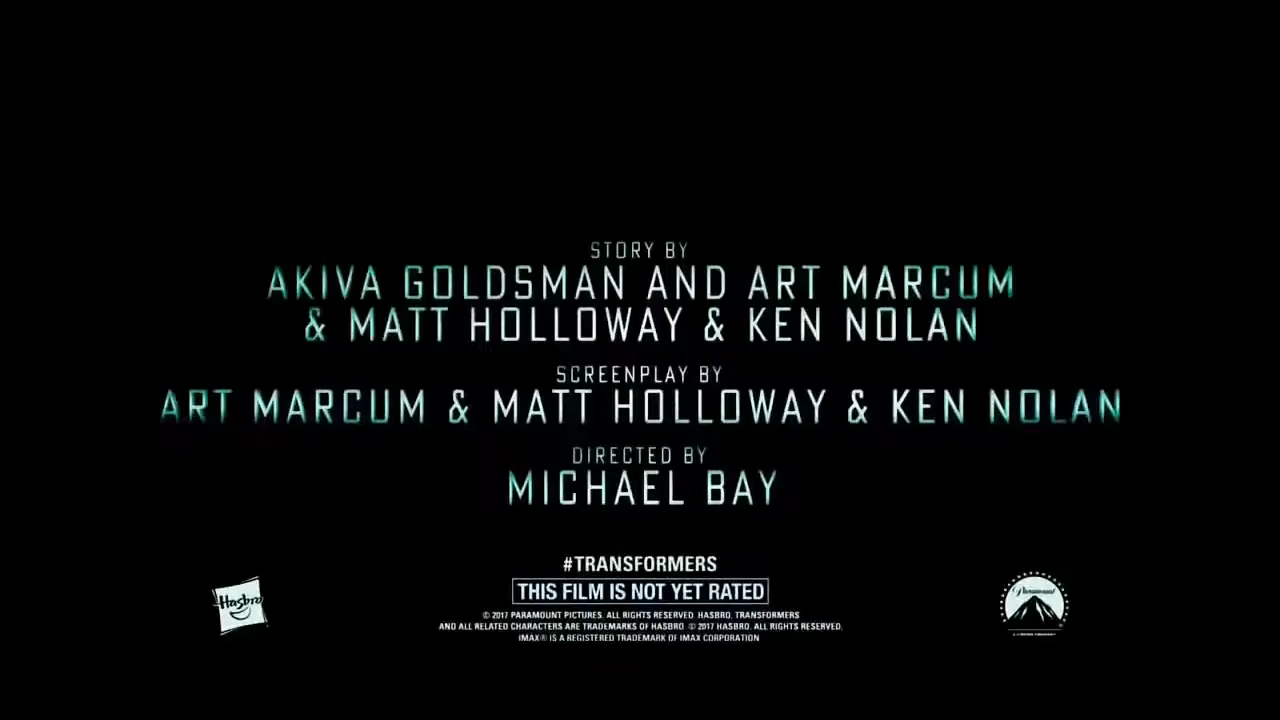 STORY BY
AKIVA GOLDSMAN AND ART MARCUM
& MATT HOLLOWAY & KEN NOLAN
SCREENPLAY BY
ART MARCUM & MATT HOLLOWAY & KEN NOLAN
DIRECTED BY
MICHAEL BAY
#TRANSFORMERS
THIS FILM IS NOT YET RATED
© 2017 PARAMOUNT PICTURES. ALL RIGHTS RESERVED. HASBRO, TRANSFORMERS
AND ALL RELATED CHARACTERS ARE TRADEMARKS OF HASBRO. © 2017 HASBRO. ALL RIGHTS RESERVED.
IMAX® IS A REGISTERED TRADEMARK OF IMAX CORPORATION
Hasbro
Paramount